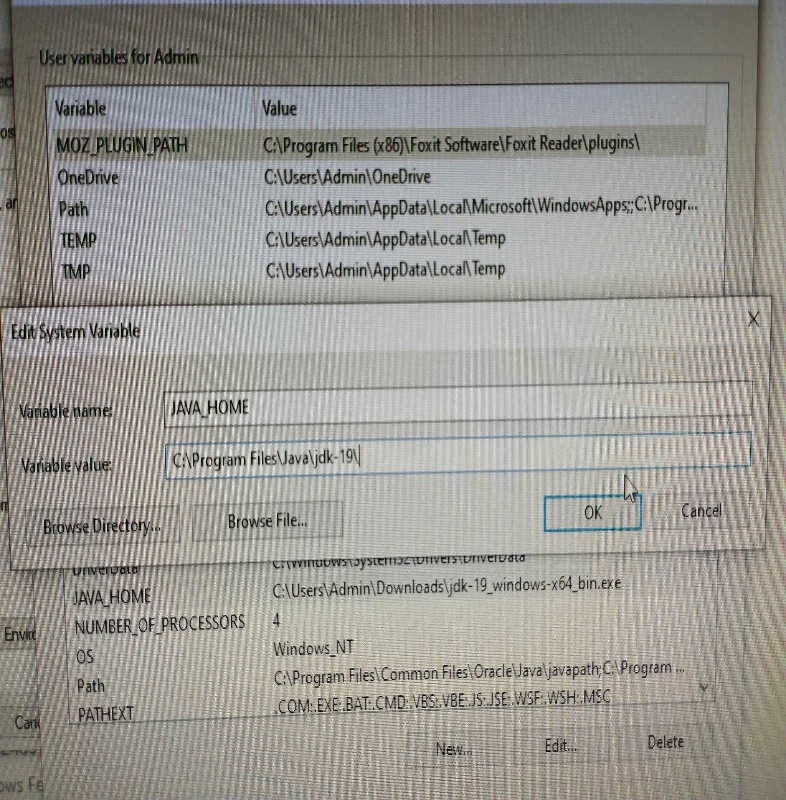 User variables for Admin
Variable Value
MOZ_PLUGIN_PATH C:\Program Files (x86)\Foxit Software\Foxit Reader\plugins\
OneDrive C:\Users\Admin\OneDrive
Path C:\Users\Admin\AppData\Local\Microsoft\WindowsApps;;C:\Progr...
TEMP C:\Users\Admin\AppData\Local\Temp
TMP C:\Users\Admin\AppData\Local\Temp
Edit System Variable
Variable name: JAVA_HOME
Variable value: C:\Program Files\Java\jdk-19\
Browse Directory... Browse File... OK Cancel
DriverData C:\Windows\System32\Drivers\DriverData
JAVA_HOME C:\Users\Admin\Downloads\jdk-19_windows-x64_bin.exe
NUMBER_OF_PROCESSORS 4
OS Windows_NT
Path C:\Program Files\Common Files\Oracle\Java\javapath;C:\Program ...
PATHEXT .COM;.EXE;.BAT;.CMD;.VBS;.VBE;.JS;.JSE;.WSF;.WSH;.MSC
New... Edit... Delete